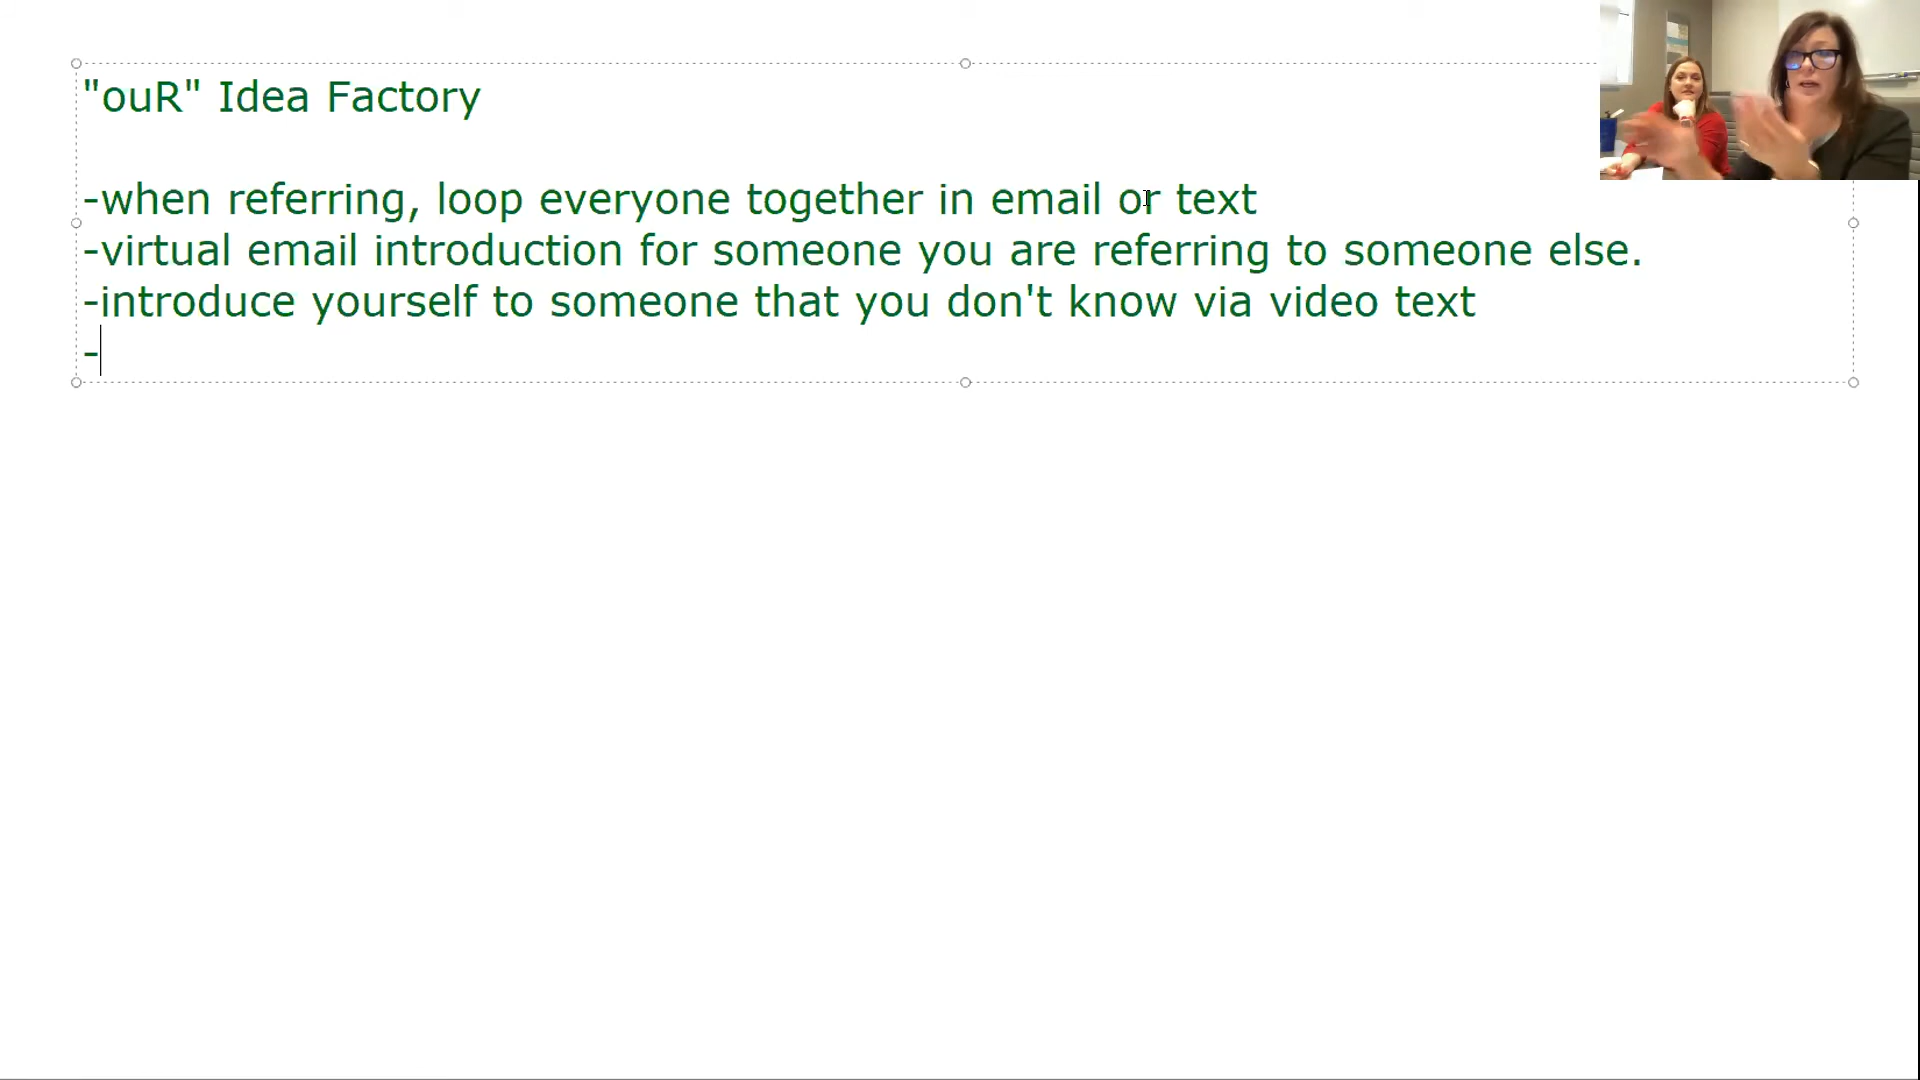 "ouR" Idea Factory
-when referring, loop everyone together in email or text
-virtual email introduction for someone you are referring to someone else.
-introduce yourself to someone that you don't know via video text
-